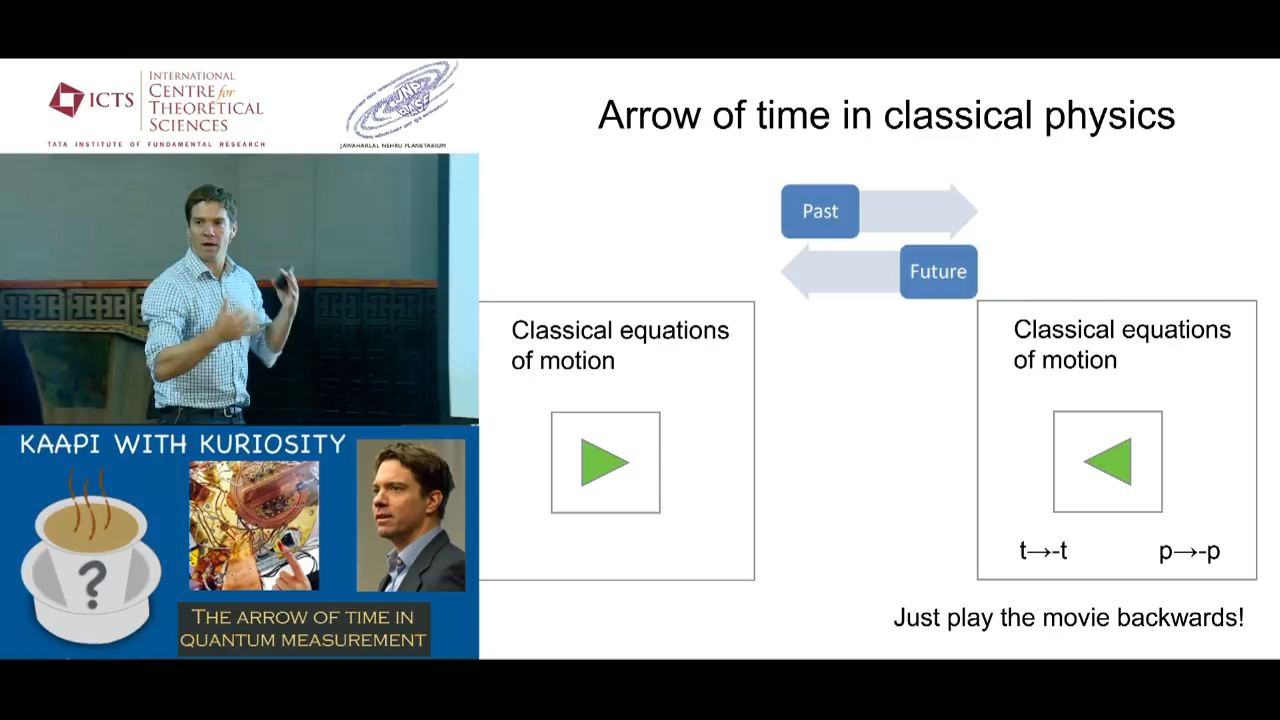 ICTS
INTERNATIONAL
CENTRE for
THEORETICAL
SCIENCES
TATA INSTITUTE OF FUNDAMENTAL RESEARCH
JNP
BASE
JAWAHARLAL NEHRU PLANETARIUM
KAAPI WITH KURIOSITY
?
THE ARROW OF TIME IN
QUANTUM MEASUREMENT
Arrow of time in classical physics
Past
Future
Classical equations
of motion
Classical equations
of motion
t→-t p→-p
Just play the movie backwards!